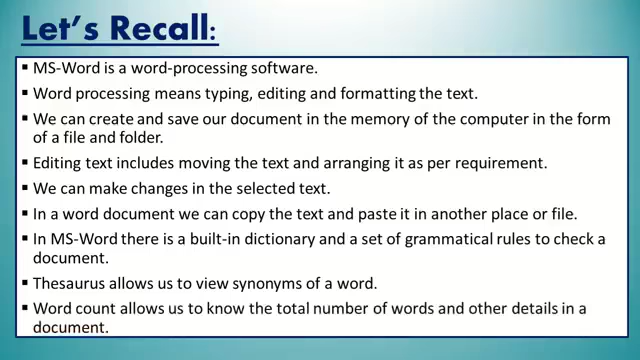 Let's Recall:
▪ MS-Word is a word-processing software.
▪ Word processing means typing, editing and formatting the text.
▪ We can create and save our document in the memory of the computer in the form
of a file and folder.
▪ Editing text includes moving the text and arranging it as per requirement.
▪ We can make changes in the selected text.
▪ In a word document we can copy the text and paste it in another place or file.
▪ In MS-Word there is a built-in dictionary and a set of grammatical rules to check a
document.
▪ Thesaurus allows us to view synonyms of a word.
▪ Word count allows us to know the total number of words and other details in a
document.